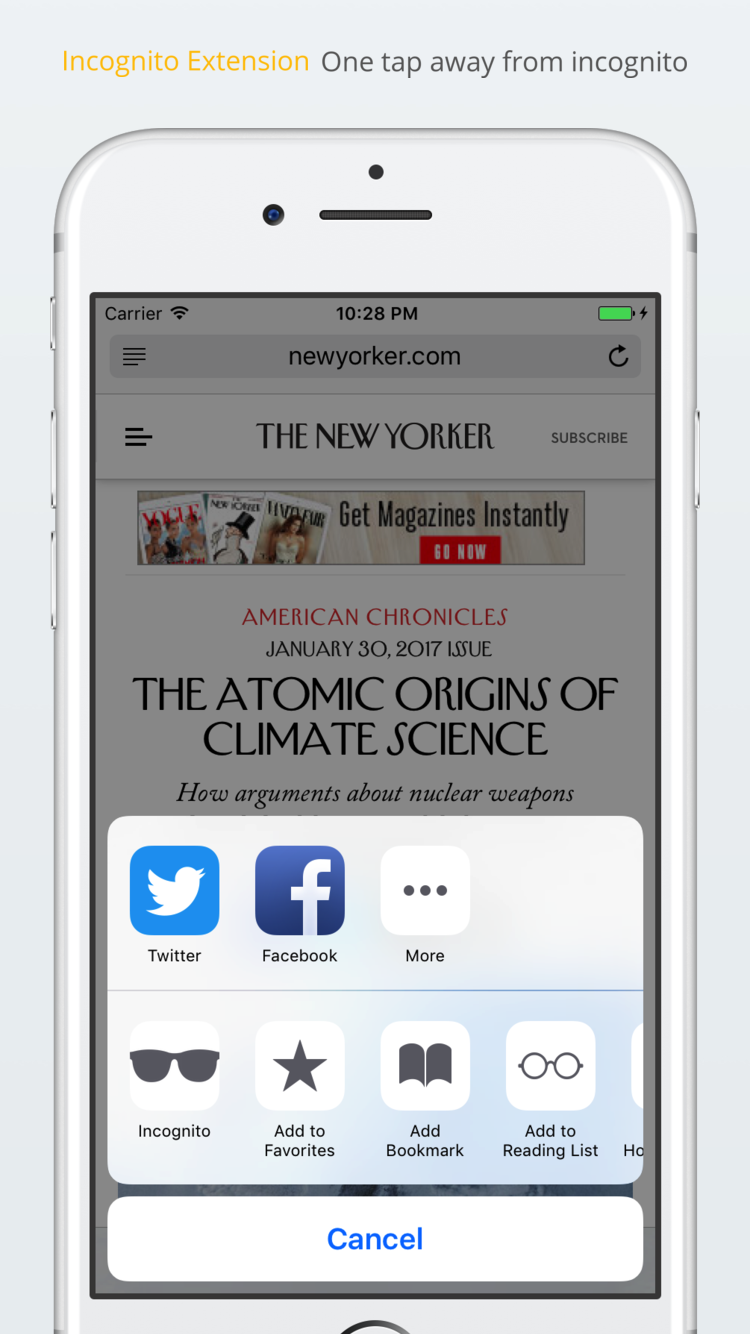 Incognito Extension One tap away from incognito
Carrier 10:28 PM
newyorker.com
THE NEW YORKER SUBSCRIBE
VOGUE NEW YORKER VANITY FAIR Get Magazines Instantly
GO NOW
AMERICAN CHRONICLES
JANUARY 30, 2017 ISSUE
THE ATOMIC ORIGINS OF
CLIMATE SCIENCE
How arguments about nuclear weapons
Twitter Facebook More
Incognito Add to Add Add to
Favorites Bookmark Reading List Ho
Cancel